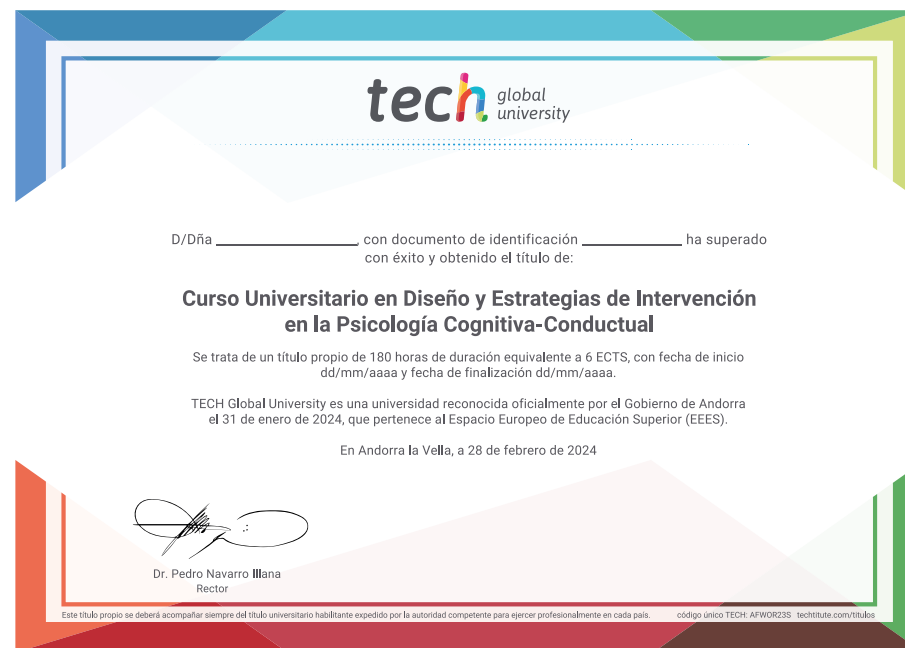 tech global university
D/Dña ____________________, con documento de identificación ______________ ha superado
con éxito y obtenido el título de:
Curso Universitario en Diseño y Estrategias de Intervención
en la Psicología Cognitiva-Conductual
Se trata de un título propio de 180 horas de duración equivalente a 6 ECTS, con fecha de inicio
dd/mm/aaaa y fecha de finalización dd/mm/aaaa.
TECH Global University es una universidad reconocida oficialmente por el Gobierno de Andorra
el 31 de enero de 2024, que pertenece al Espacio Europeo de Educación Superior (EEES).
En Andorra la Vella, a 28 de febrero de 2024
Dr. Pedro Navarro Illana
Rector
Este título propio se deberá acompañar siempre del título universitario habilitante expedido por la autoridad competente para ejercer profesionalmente en cada país. código único TECH: AFWOR23S techtitute.com/títulos